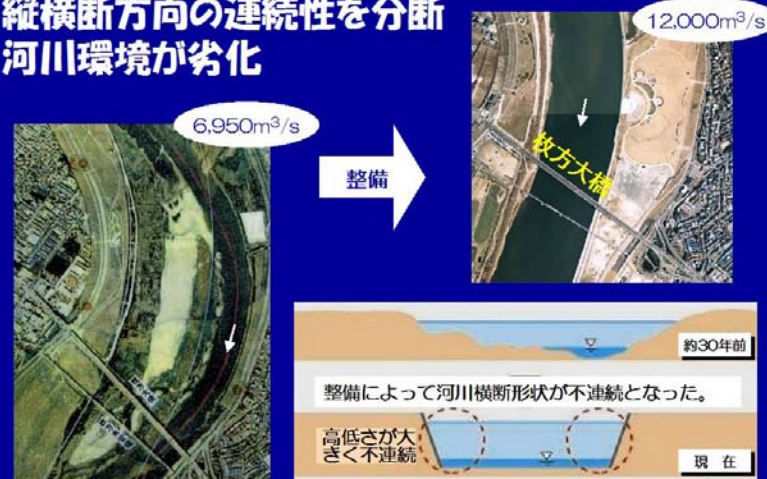 縦横断方向の連続性を分断
河川環境が劣化
6,950m³/s
整備
12,000m³/s
枚方大橋
約30年前
整備によって河川横断形状が不連続となった。
高低さが大
きく不連続
現 在